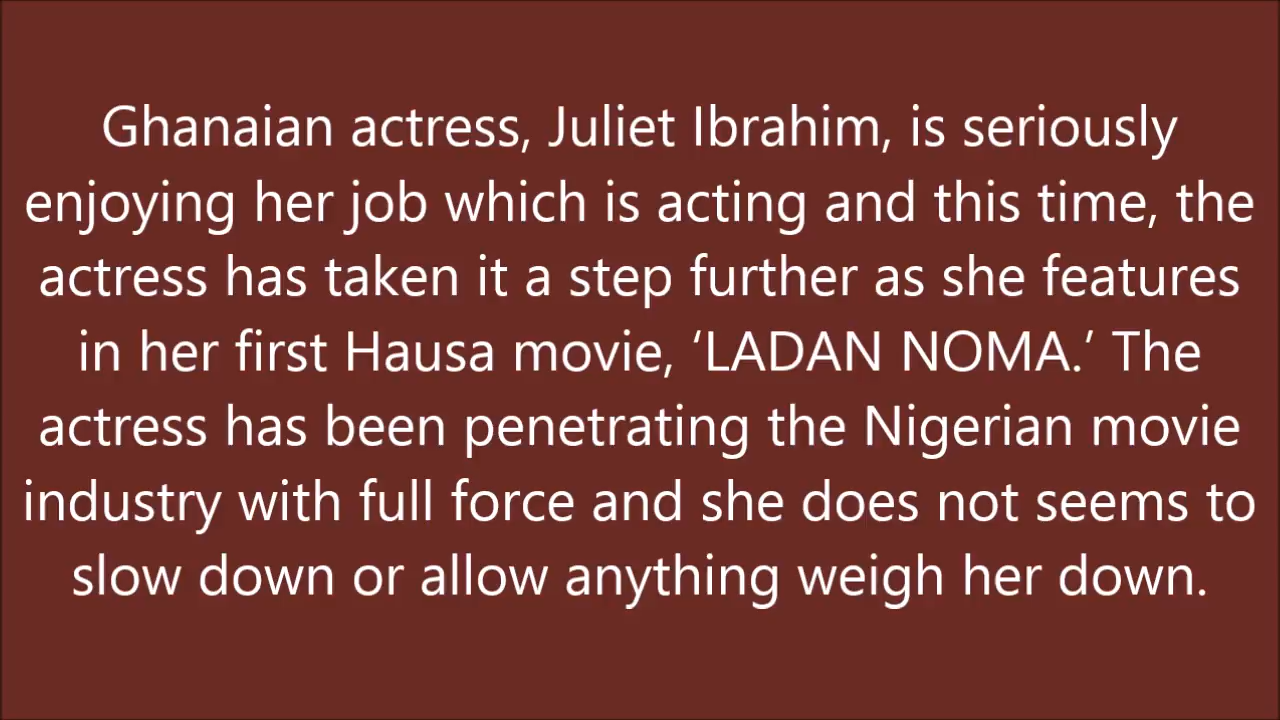 Ghanaian actress, Juliet Ibrahim, is seriously
enjoying her job which is acting and this time, the
actress has taken it a step further as she features
in her first Hausa movie, ‘LADAN NOMA.’ The
actress has been penetrating the Nigerian movie
industry with full force and she does not seems to
slow down or allow anything weigh her down.